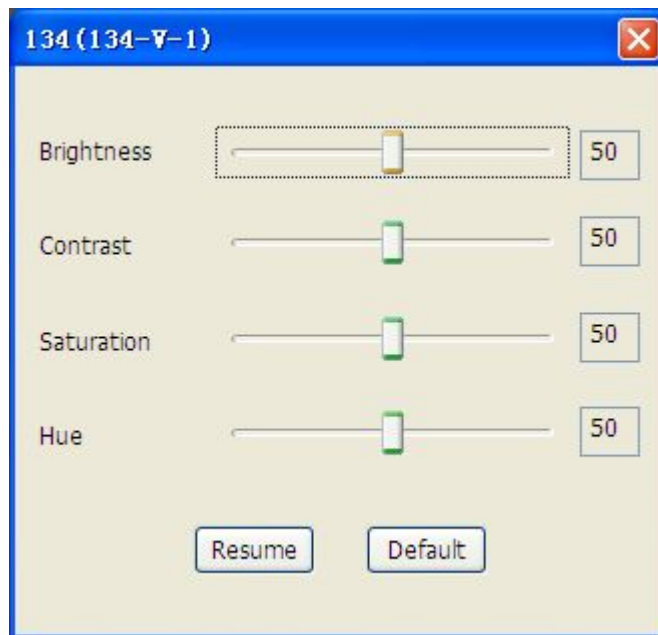 134(134-V-1)
Brightness 50
Contrast 50
Saturation 50
Hue 50
Resume Default